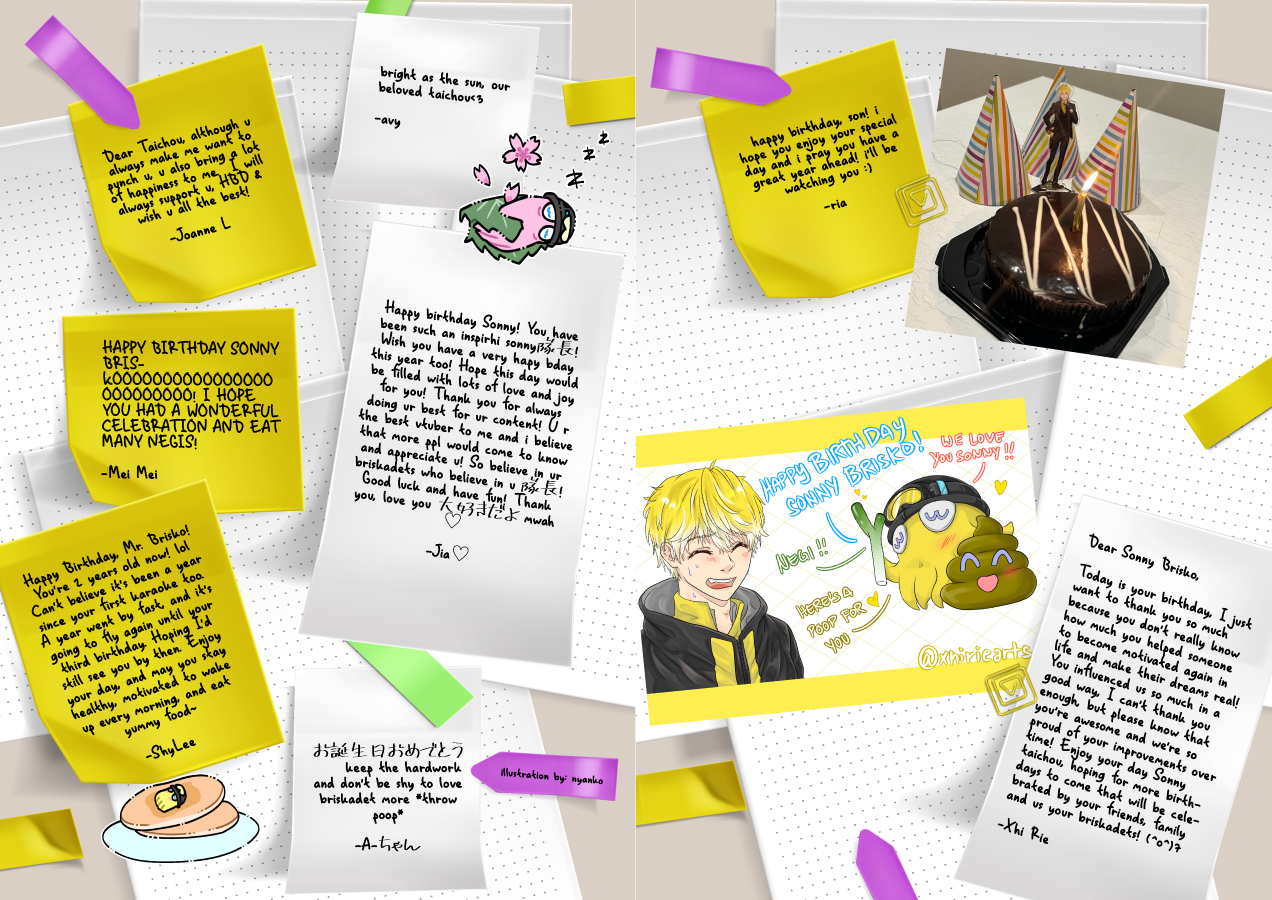 Dear Taichou, although u
always make me want to
punch u, u also bring a lot
of happiness to me. I will
always support u, HBD &
wish u all the best!
-Joanne L
bright as the sun, our
beloved taichou<3
-avy
z z z
HAPPY BIRTHDAY SONNY
BRIS-
kOOOOOOOOOOOOOOOO
OOOOOOOOO! I HOPE
YOU HAD A WONDERFUL
CELEBRATION AND EAT
MANY NEGIS!
-Mei Mei
Happy birthday Sonny! You have
been such an inspirhi sonny隊長!
Wish you have a very hapy bday
this year too! Hope this day would
be filled with lots of love and joy
for you! Thank you for always
doing ur best for ur content! U r
the best vtuber to me and i believe
that more ppl would come to know
and appreciate u! So believe in ur
briskadets who believe in u 隊長!
Good luck and have fun! Thank
you, love you 大好きだよ mwah
♡
-Jia♡
Happy Birthday, Mr. Brisko!
You're 2 years old now! lol
Can't believe it's been a year
since your first karaoke too.
A year went by fast, and it's
going to fly again until your
third birthday. Hoping I'd
still see you by then. Enjoy
your day, and may you stay
healthy, motivated to wake
up every morning, and eat
yummy food~
-ShyLee
お誕生日おめでとう
keep the hardwork
and don't be shy to love
briskadet more *throw
poop*
-A-ちゃん
Illustration by: nyanko
happy birthday, son! i
hope you enjoy your special
day and i pray you have a
great year ahead! i'll be
watching you :)
-ria
HAPPY BIRTHDAY
SONNY BRISKO!
WE LOVE
YOU SONNY !!
NEGI !!
HERE'S A
POOP FOR
YOU
@xhiriearts
Dear Sonny Brisko,
Today is your birthday, I just
want to thank you so much
because you don't really know
how much you helped someone
to become motivated again in
life and make their dreams real!
You influenced us so much in a
good way, I can't thank you
enough, but please know that
you're awesome and we're so
proud of your improvements over
time! Enjoy your day Sonny
taichou, hoping for more birth-
days to come that will be cele-
brated by your friends, family
and us your briskadets! (^o^)7
-Xhi Rie